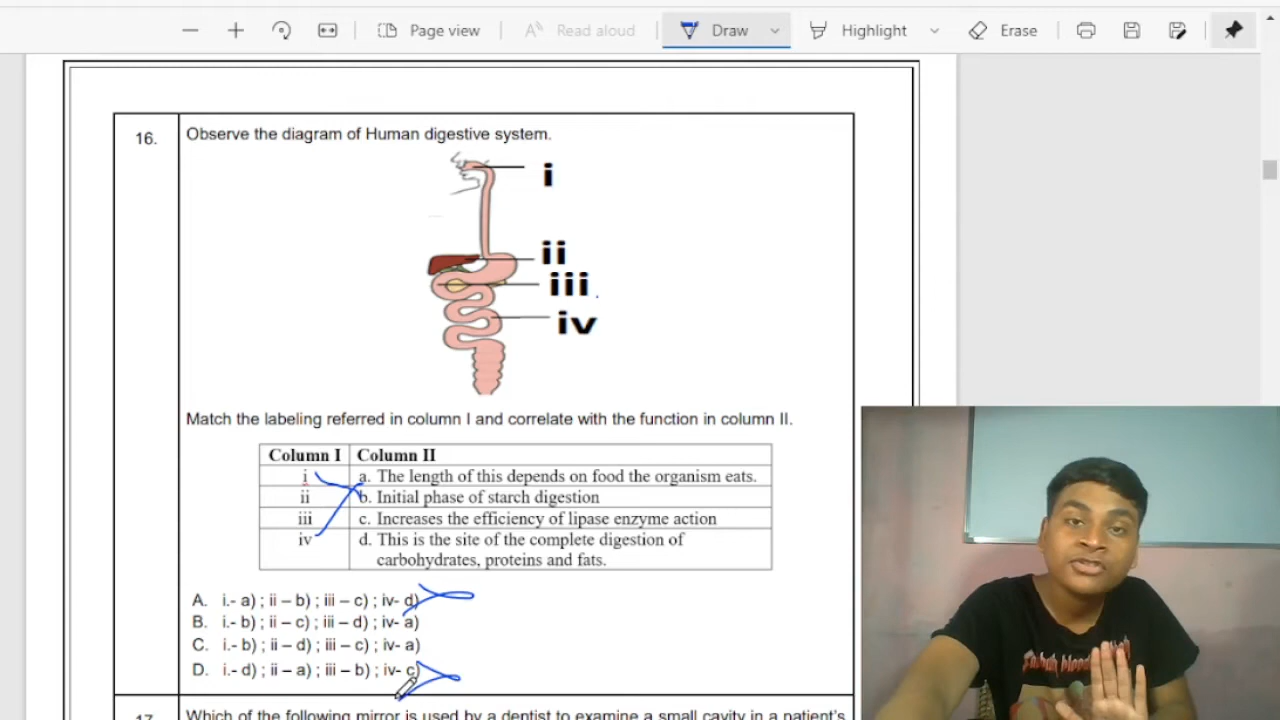 Page view
Read aloud
Draw
Highlight
Erase
16.
Observe the diagram of Human digestive system.
i
ii
iii
iv
Match the labeling referred in column I and correlate with the function in column II.
Column I Column II
i a. The length of this depends on food the organism eats.
ii b. Initial phase of starch digestion
iii c. Increases the efficiency of lipase enzyme action
iv d. This is the site of the complete digestion of
carbohydrates, proteins and fats.
A. i.- a) ; ii – b) ; iii – c) ; iv- d)
B. i.- b) ; ii – c) ; iii – d) ; iv- a)
C. i.- b) ; ii – d) ; iii – c) ; iv- a)
D. i.- d) ; ii – a) ; iii – b) ; iv- c)
17. Which of the following mirror is used by a dentist to examine a small cavity in a patient's